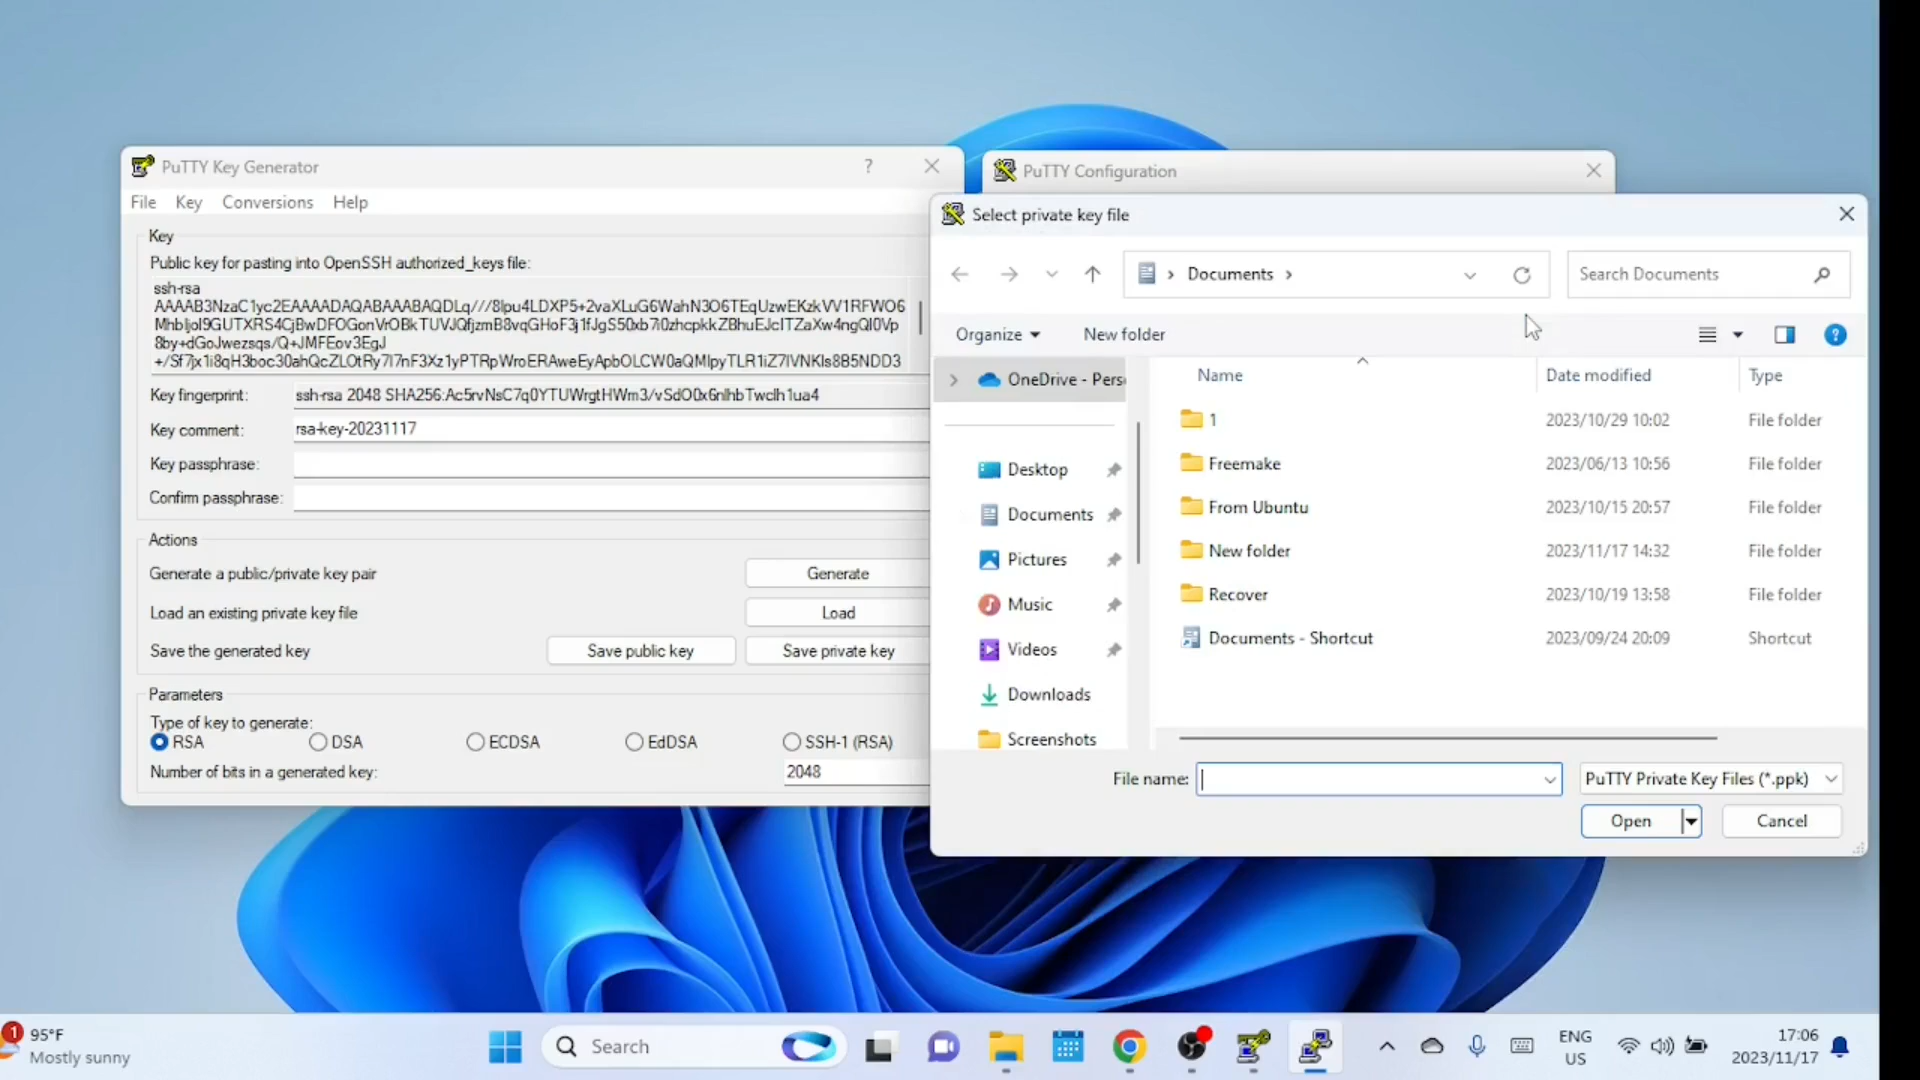 PuTTY Key Generator
?
File Key Conversions Help
Key
Public key for pasting into OpenSSH authorized_keys file:
ssh-rsa
Key fingerprint:
ssh-rsa 2048
Key comment:
rsa-key-20231117
Key passphrase:
Confirm passphrase:
Actions
Generate a public/private key pair
Generate
Load an existing private key file
Load
Save the generated key
Save public key
Save private key
Parameters
Type of key to generate:
RSA DSA ECDSA EdDSA SSH-1 (RSA)
Number of bits in a generated key:
2048
PuTTY Configuration
Select private key file
Documents
Search Documents
Organize New folder
?
OneDrive - Pers
Desktop
Documents
Pictures
Music
Videos
Downloads
Screenshots
Name Date modified Type
1 2023/10/29 10:02 File folder
Freemake 2023/06/13 10:56 File folder
From Ubuntu 2023/10/15 20:57 File folder
New folder 2023/11/17 14:32 File folder
Recover 2023/10/19 13:58 File folder
Documents - Shortcut 2023/09/24 20:09 Shortcut
File name:
PuTTY Private Key Files (*.ppk)
Open
Cancel
1
95°F
Mostly sunny
Search
ENG
US
17:06
2023/11/17